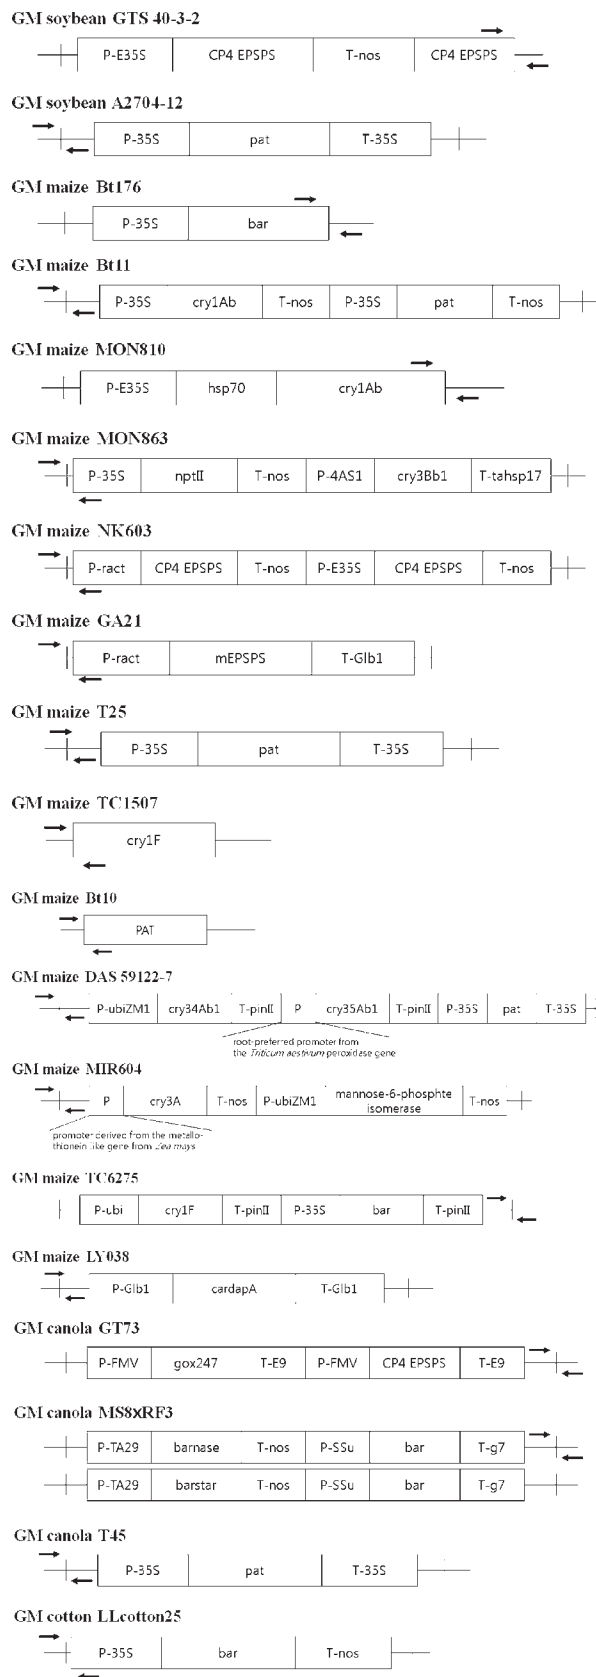 GM soybean GTS 40-3-2
P-E35S CP4 EPSPS T-nos CP4 EPSPS
GM soybean A2704-12
P-35S pat T-35S
GM maize Bt176
P-35S bar
GM maize Bt11
P-35S cry1Ab T-nos P-35S pat T-nos
GM maize MON810
P-E35S hsp70 cry1Ab
GM maize MON863
P-35S nptII T-nos P-4AS1 cry3Bb1 T-tahsp17
GM maize NK603
P-ract CP4 EPSPS T-nos P-E35S CP4 EPSPS T-nos
GM maize GA21
P-ract mEPSPS T-Glb1
GM maize T25
P-35S pat T-35S
GM maize TC1507
cry1F
GM maize Bt10
PAT
GM maize DAS 59122-7
P-ubiZM1 cry34Ab1 T-pinII P cry35Ab1 T-pinII P-35S pat T-35S
root-preferred promoter from
the Triticum aestivum peroxidase gene
GM maize MIR604
P cry3A T-nos P-ubiZM1 mannose-6-phosphte T-nos
isomerase
promoter derived from the metallo-
thionein like gene from Zea mays
GM maize TC6275
P-ubi cry1F T-pinII P-35S bar T-pinII
GM maize LY038
P-Glb1 cardapA T-Glb1
GM canola GT73
P-FMV gox247 T-E9 P-FMV CP4 EPSPS T-E9
GM canola MS8xRF3
P-TA29 barnase T-nos P-SSu bar T-g7
P-TA29 barstar T-nos P-SSu bar T-g7
GM canola T45
P-35S pat T-35S
GM cotton LLcotton25
P-35S bar T-nos